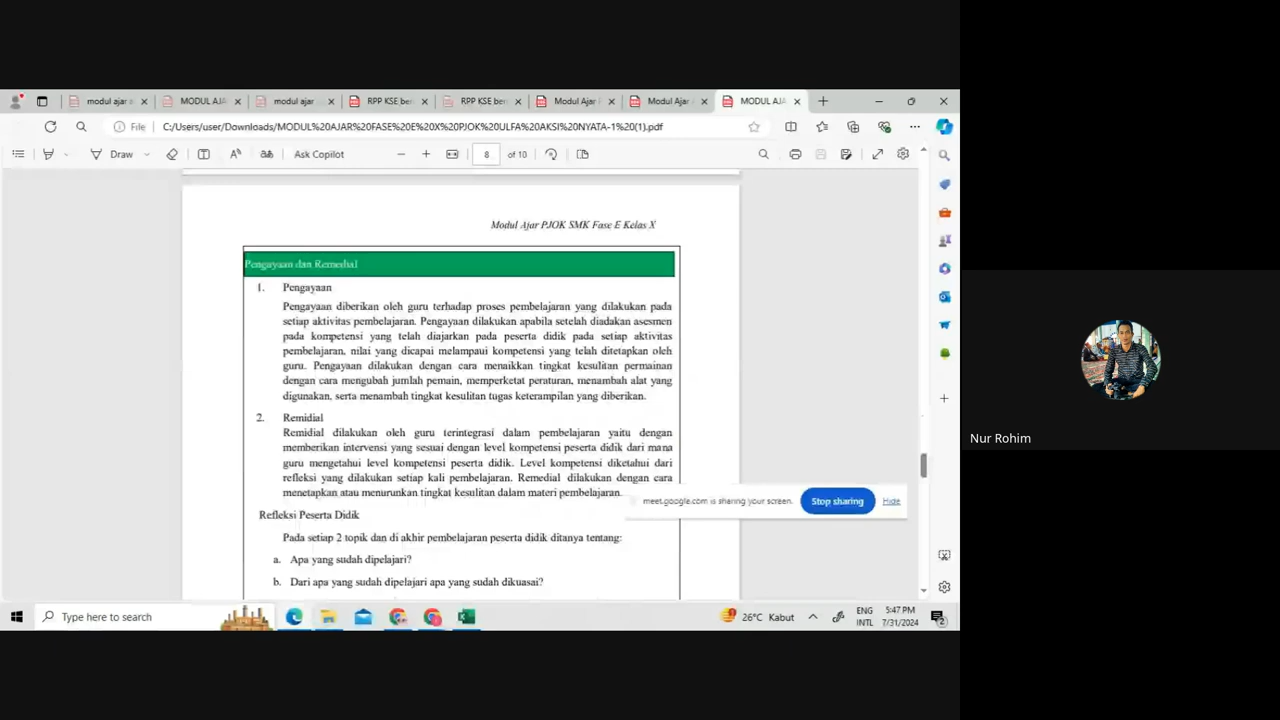 modul ajar
MODUL AJA
modul ajar
RPP KSE ber
RPP KSE ber
Modul Ajar
Modul Ajar
MODUL AJA
File
C:/Users/user/Downloads/MODUL%20AJAR%20FASE%20E%20X%20PJOK%20ULFA%20AKSI%20NYATA-1%20(1).pdf
Draw
Ask Copilot
8 of 10
Modul Ajar PJOK SMK Fase E Kelas X
Pengayaan dan Remedial
1. Pengayaan
Pengayaan diberikan oleh guru terhadap proses pembelajaran yang dilakukan pada
setiap aktivitas pembelajaran. Pengayaan dilakukan apabila setelah diadakan asesmen
pada kompetensi yang telah diajarkan pada peserta didik pada setiap aktivitas
pembelajaran, nilai yang dicapai melampaui kompetensi yang telah ditetapkan oleh
guru. Pengayaan dilakukan dengan cara menaikkan tingkat kesulitan permainan
dengan cara mengubah jumlah pemain, memperketat peraturan, menambah alat yang
digunakan, serta menambah tingkat kesulitan tugas keterampilan yang diberikan.
2. Remidial
Remidial dilakukan oleh guru terintegrasi dalam pembelajaran yaitu dengan
memberikan intervensi yang sesuai dengan level kompetensi peserta didik dari mana
guru mengetahui level kompetensi peserta didik. Level kompetensi diketahui dari
refleksi yang dilakukan setiap kali pembelajaran. Remedial dilakukan dengan cara
menetapkan atau menurunkan tingkat kesulitan dalam materi pembelajaran.
meet.google.com is sharing your screen.
Stop sharing
Hide
Refleksi Peserta Didik
Pada setiap 2 topik dan di akhir pembelajaran peserta didik ditanya tentang:
a. Apa yang sudah dipelajari?
b. Dari apa yang sudah dipelajari apa yang sudah dikuasai?
Nur Rohim
Type here to search
26°C Kabut
ENG
INTL
5:47 PM
7/31/2024
2